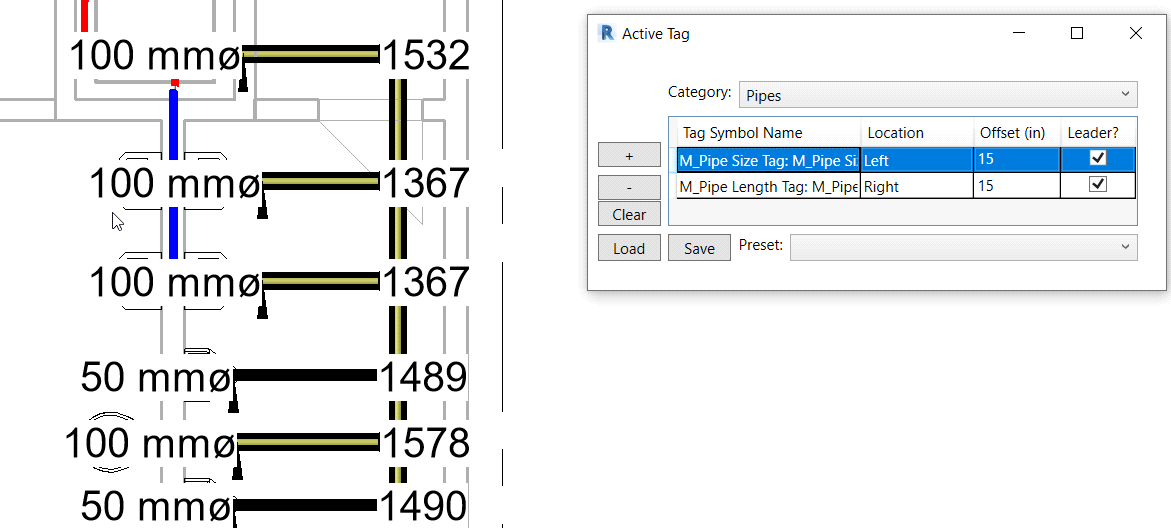 100 mmø 1532
100 mmø 1367
100 mmø 1367
50 mmø 1489
100 mmø 1578
50 mmø 1490
R Active Tag
Category: Pipes
Tag Symbol Name Location Offset (in) Leader?
M_Pipe Size Tag: M_Pipe Si Left 15
M_Pipe Length Tag: M_Pipe Right 15
+
-
Clear
Load Save Preset: